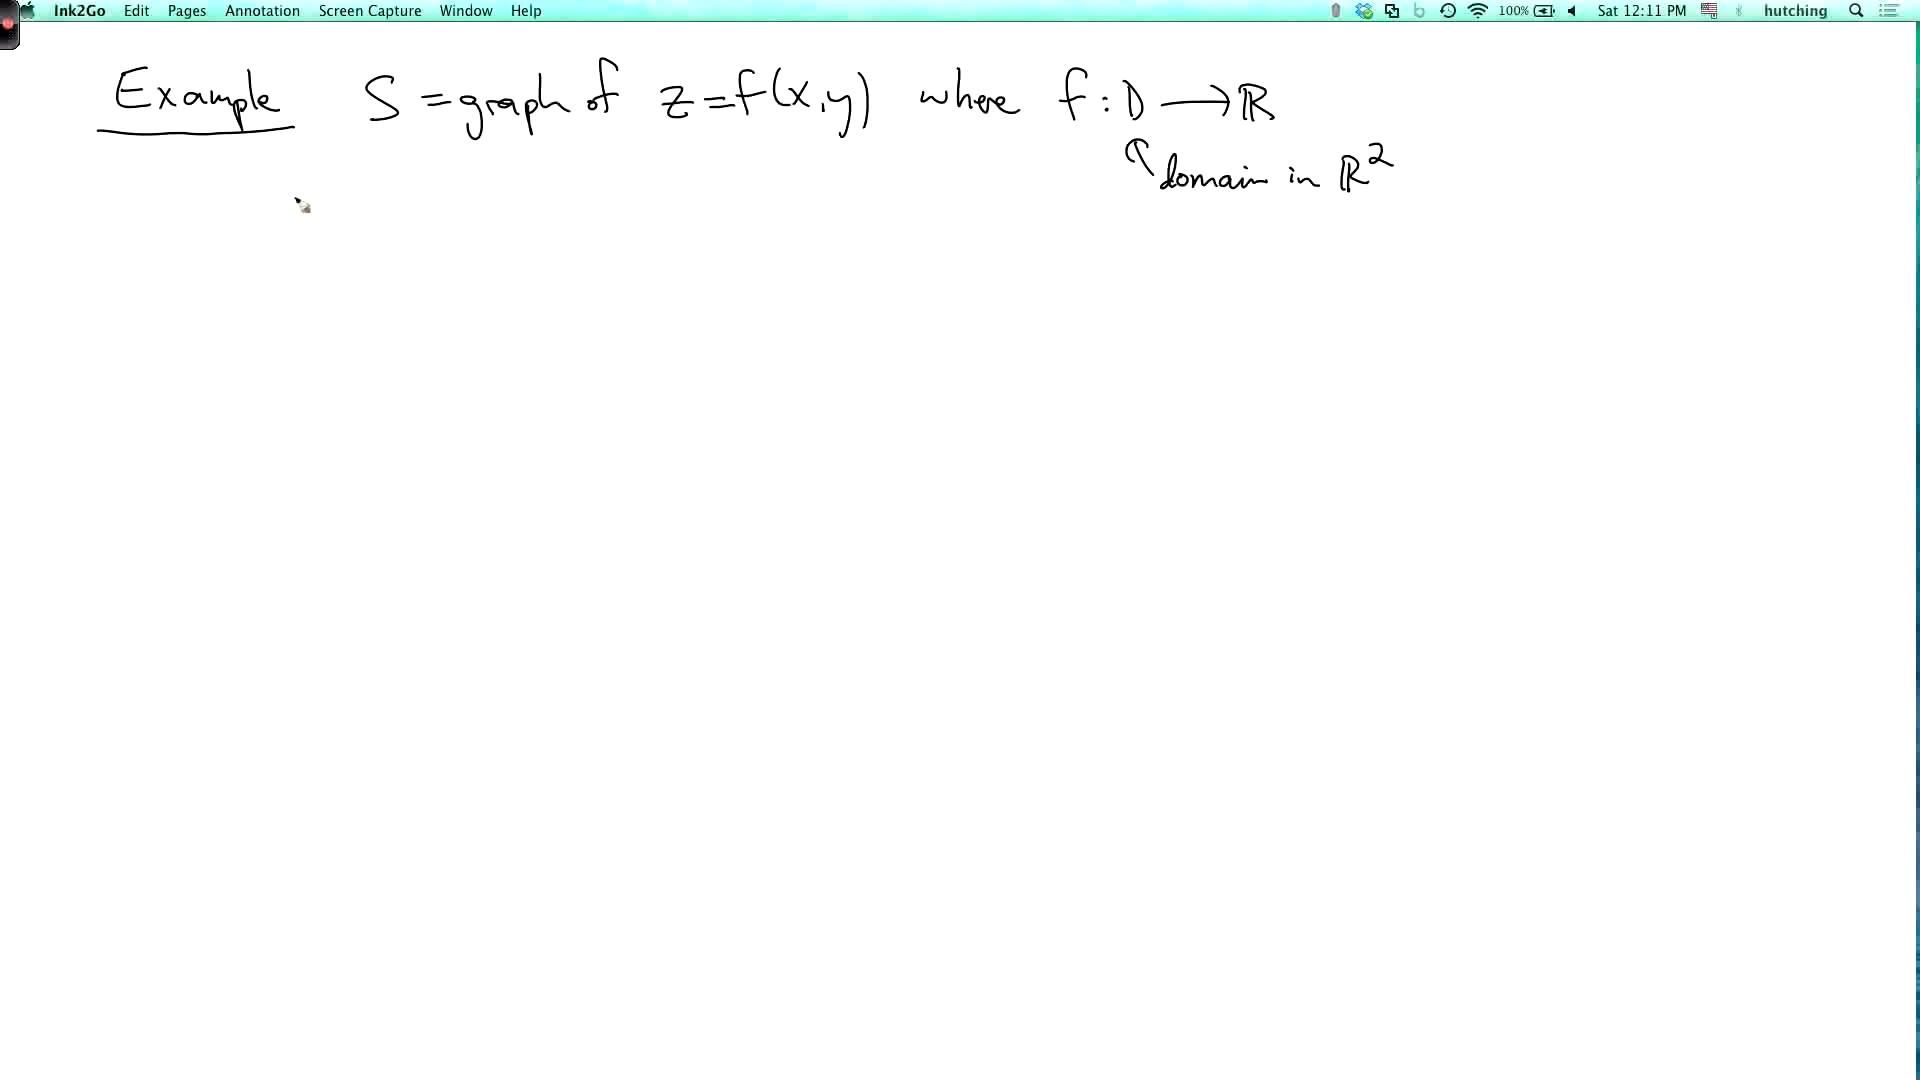 Ink2Go Edit Pages Annotation Screen Capture Window Help 100% Sat 12:11 PM hutching
Example S = graph of z = f(x,y) where f : D ⟶ ℝ
domain in ℝ²